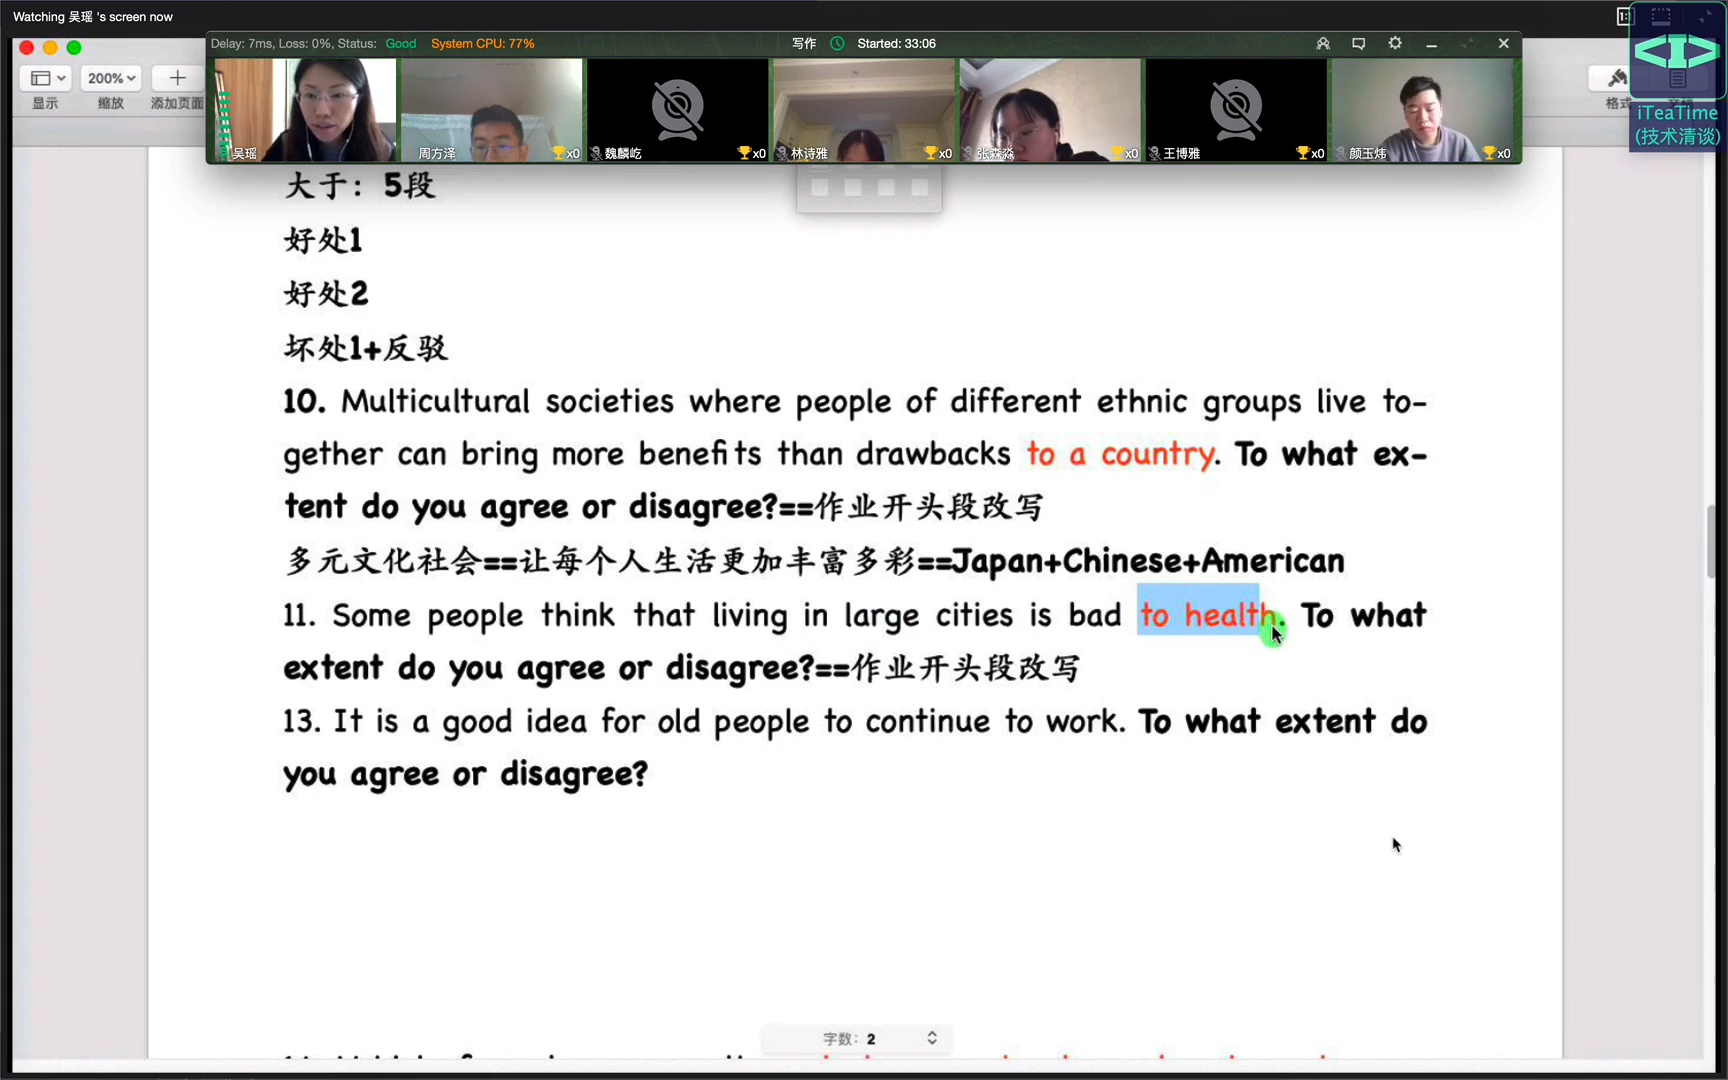 Watching 吴瑶 's screen now
Delay: 7ms, Loss: 0%, Status: Good System CPU: 77%
写作 Started: 33:06
200%
显示 缩放 添加页面
吴瑶
周方泽 x0
魏麟屹 x0
林诗雅 x0
张森淼 x0
王博雅 x0
颜玉炜 x0
iTeaTime
(技术清谈)
大于：5段
好处1
好处2
坏处1+反驳
10. Multicultural societies where people of different ethnic groups live to-
gether can bring more benefits than drawbacks to a country. To what ex-
tent do you agree or disagree?==作业开头段改写
多元文化社会==让每个人生活更加丰富多彩==Japan+Chinese+American
11. Some people think that living in large cities is bad to health. To what
extent do you agree or disagree?==作业开头段改写
13. It is a good idea for old people to continue to work. To what extent do
you agree or disagree?
字数：2